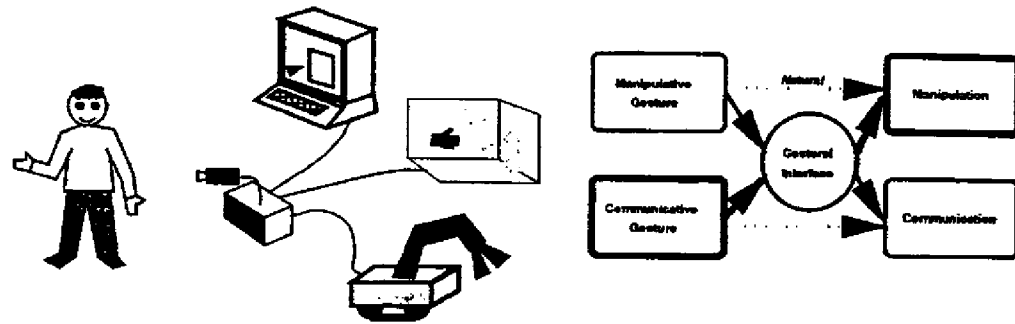 Manipulative
Gesture
Natural
Manipulation
Gestural
Interface
Communicative
Gesture
Communication